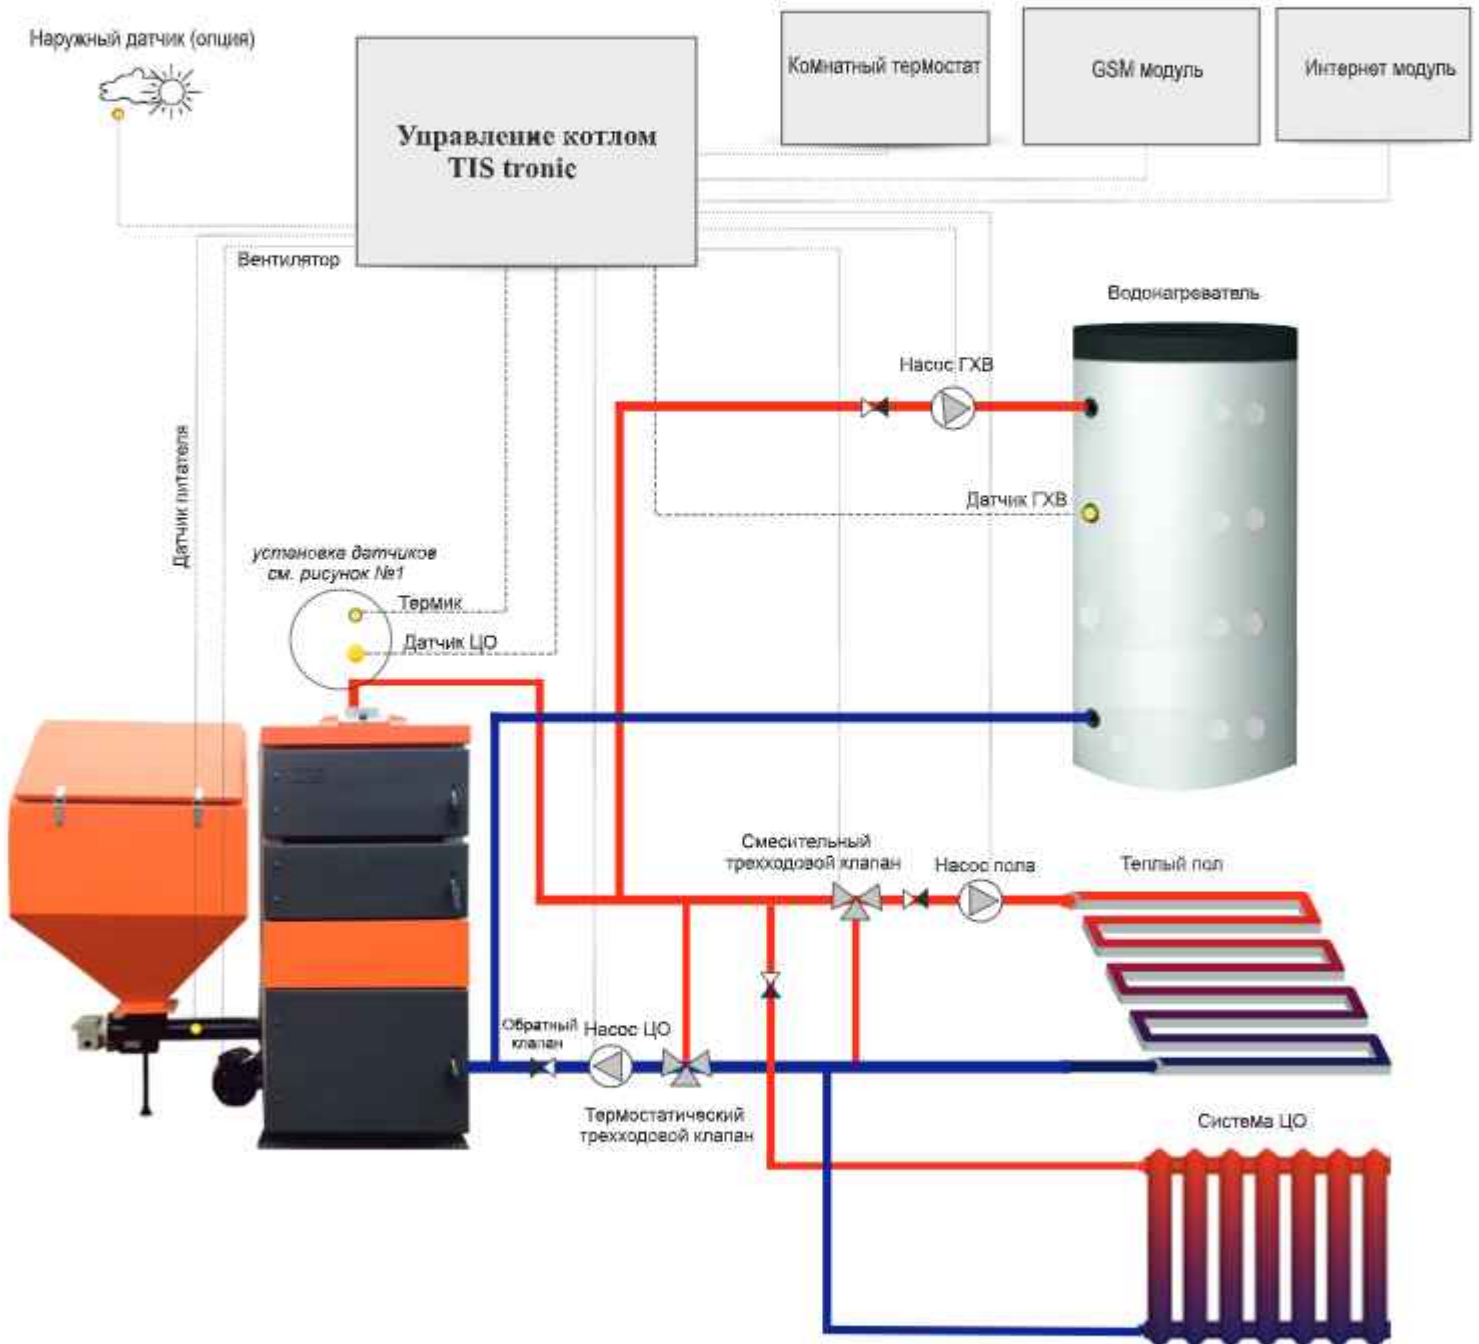 Наружный датчик (опция)
Управление котлом
TIS tronic
Комнатный термостат
GSM модуль
Интернет модуль
Вентилятор
Водонагреватель
Насос ГХВ
Датчик питателя
Датчик ГХВ
установка датчиков
см. рисунок №1
Термик
Датчик ЦО
Смесительный
трехходовой клапан
Насос пола
Теплый пол
Обратный
клапан
Насос ЦО
Термостатический
трехходовой клапан
Система ЦО